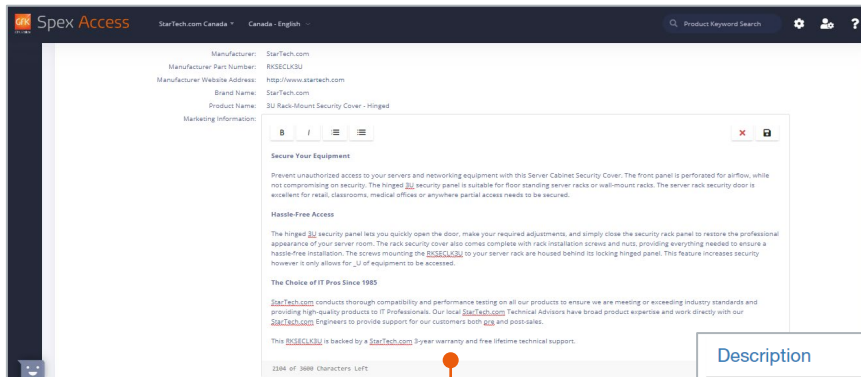 GFK Spex Access StarTech.com Canada Canada - English Product Keyword Search ?
Manufacturer: StarTech.com
Manufacturer Part Number: RKSECLK3U
Manufacturer Website Address: http://www.startech.com
Brand Name: StarTech.com
Product Name: 3U Rack-Mount Security Cover - Hinged
Marketing Information:
B I
Secure Your Equipment
Prevent unauthorized access to your servers and networking equipment with this Server Cabinet Security Cover. The front panel is perforated for airflow, while
not compromising on security. The hinged 3U security panel is suitable for floor standing server racks or wall-mount racks. The server rack security door is
excellent for retail, classrooms, medical offices or anywhere partial access needs to be secured.
Hassle-Free Access
The hinged 3U security panel lets you quickly open the door, make your required adjustments, and simply close the security rack panel to restore the professional
appearance of your server room. The rack security cover also comes complete with rack installation screws and nuts, providing everything needed to ensure a
hassle-free installation. The screws mounting the RKSECLK3U to your server rack are housed behind its locking hinged panel. This feature increases security
however it only allows for _U of equipment to be accessed.
The Choice of IT Pros Since 1985
StarTech.com conducts thorough compatibility and performance testing on all our products to ensure we are meeting or exceeding industry standards and
providing high-quality products to IT Professionals. Our local StarTech.com Technical Advisors have broad product expertise and work directly with our
StarTech.com Engineers to provide support for our customers both pre and post-sales.
This RKSECLK3U is backed by a StarTech.com 3-year warranty and free lifetime technical support.
2104 of 3600 Characters Left
Description